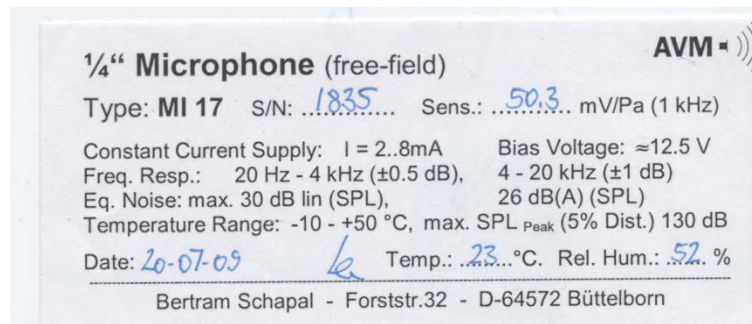 AVM
¼“ Microphone (free-field)
Type: MI 17 S/N: 1835 Sens.: 50.3 mV/Pa (1 kHz)
Constant Current Supply: I = 2..8mA Bias Voltage: ≈12.5 V
Freq. Resp.: 20 Hz - 4 kHz (±0.5 dB), 4 - 20 kHz (±1 dB)
Eq. Noise: max. 30 dB lin (SPL), 26 dB(A) (SPL)
Temperature Range: -10 - +50 °C, max. SPL Peak (5% Dist.) 130 dB
Date: 20-07-09 Temp.: 23 °C. Rel. Hum.: 52 %
Bertram Schapal - Forststr.32 - D-64572 Büttelborn